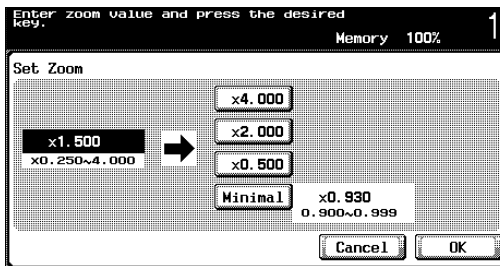 Enter zoom value and press the desired
key.
1
Memory 100%
Set Zoom
x4.000
x1.500
x2.000
x0.250~4.000
x0.500
Minimal x0.930
0.900~0.999
Cancel OK